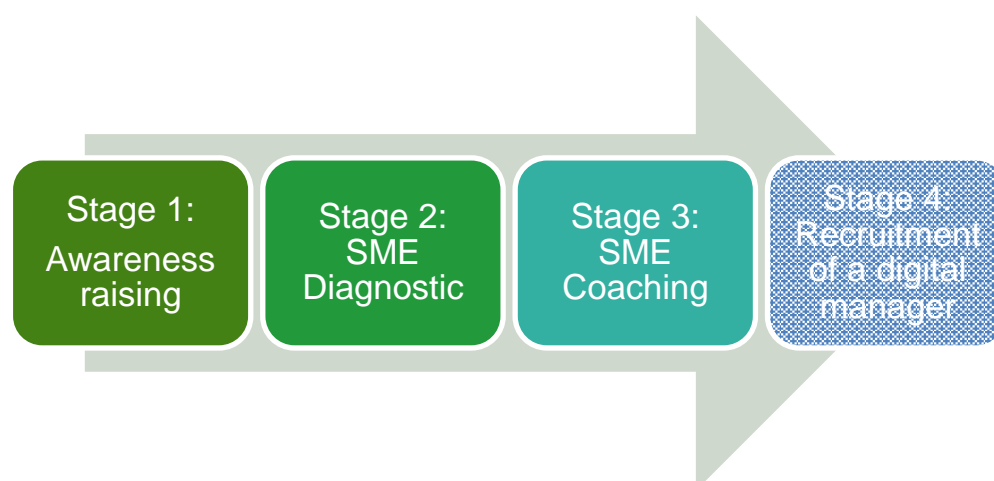 Stage 1:
Awareness
raising
Stage 2:
SME
Diagnostic
Stage 3:
SME
Coaching
Stage 4:
Recruitment
of a digital
manager